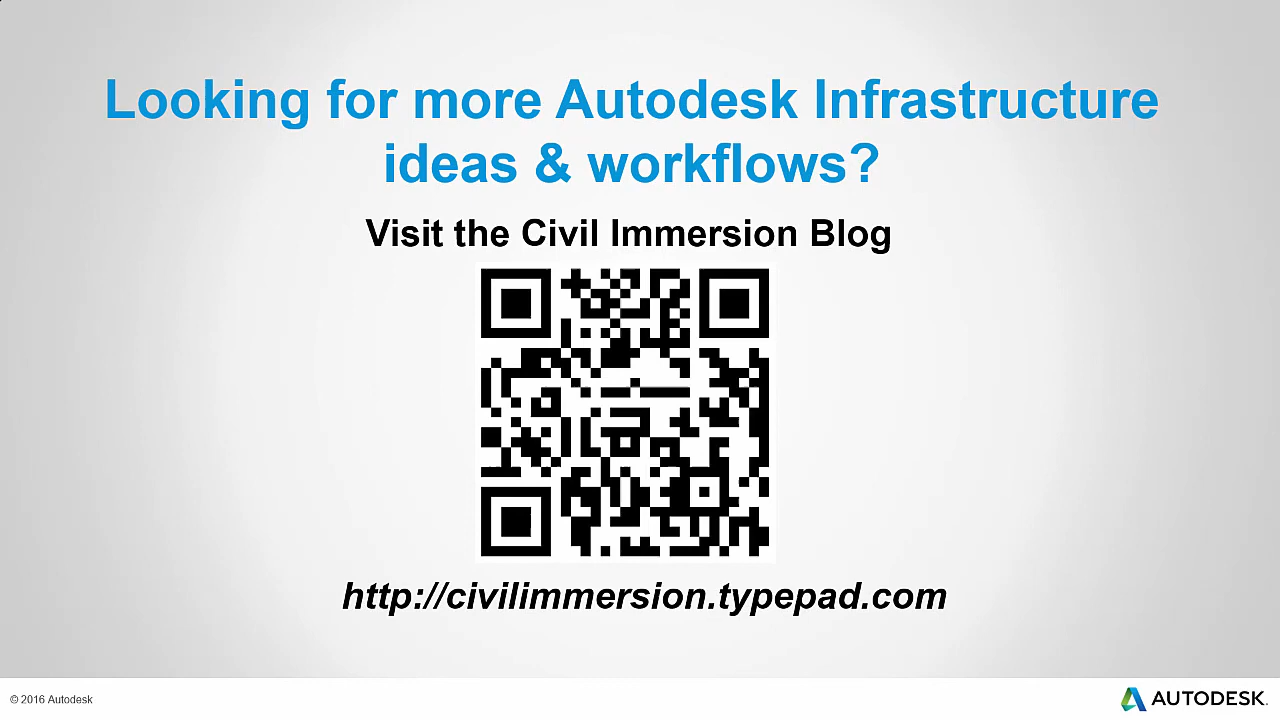 Looking for more Autodesk Infrastructure
ideas & workflows?
Visit the Civil Immersion Blog
http://civilimmersion.typepad.com
© 2016 Autodesk
AUTODESK.